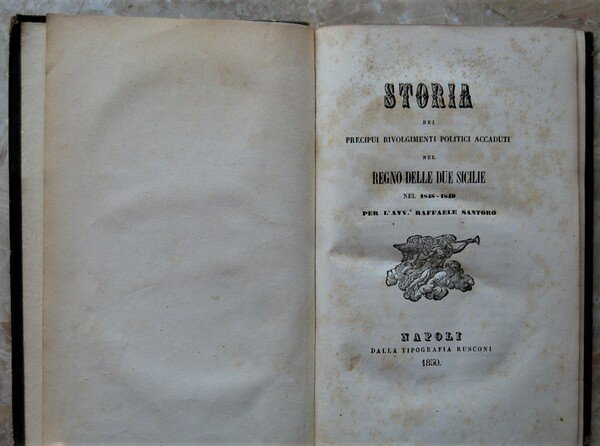 STORIA
DEI
PRECIPUI RIVOLGIMENTI POLITICI ACCADUTI
NEL
REGNO DELLE DUE SICILIE
NEL 1848-1849
PER L'AVV.º RAFFAELE SANTORO
NAPOLI
DALLA TIPOGRAFIA RUSCONI
1850.